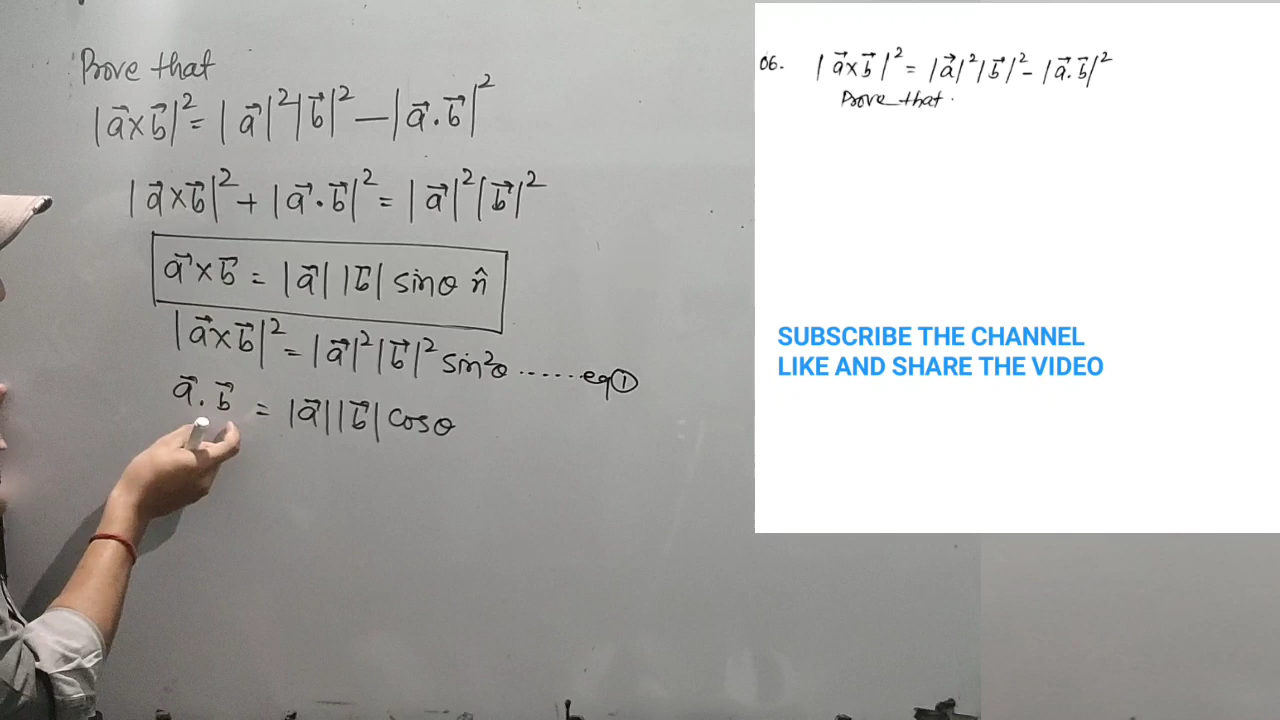 Prove that
|a⃗×b⃗|² = |a⃗|²|b⃗|² — |a⃗·b⃗|²
|a⃗×b⃗|² + |a⃗·b⃗|² = |a⃗|²|b⃗|²
a⃗×b⃗ = |a⃗| |b⃗| sinθ n̂
|a⃗×b⃗|² = |a⃗|²|b⃗|² sin²θ ......eq①
a⃗·b⃗ = |a⃗||b⃗| cosθ
06. |a⃗×b⃗|² = |a⃗|²|b⃗|² - |a⃗·b⃗|²
Prove that.
SUBSCRIBE THE CHANNEL
LIKE AND SHARE THE VIDEO